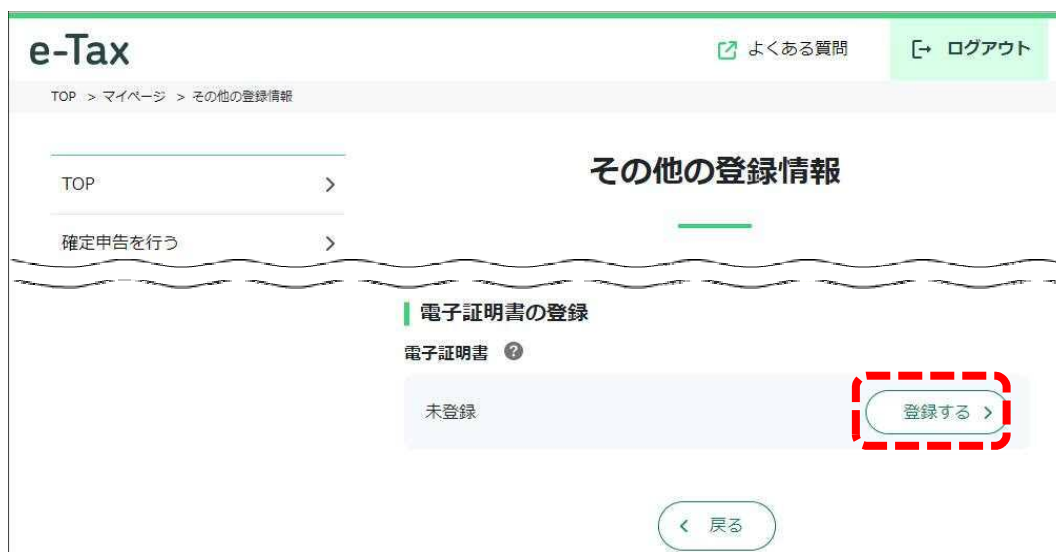 e-Tax
よくある質問
ログアウト
TOP > マイページ > その他の登録情報
TOP
確定申告を行う
その他の登録情報
電子証明書の登録
電子証明書 ?
未登録
登録する
戻る